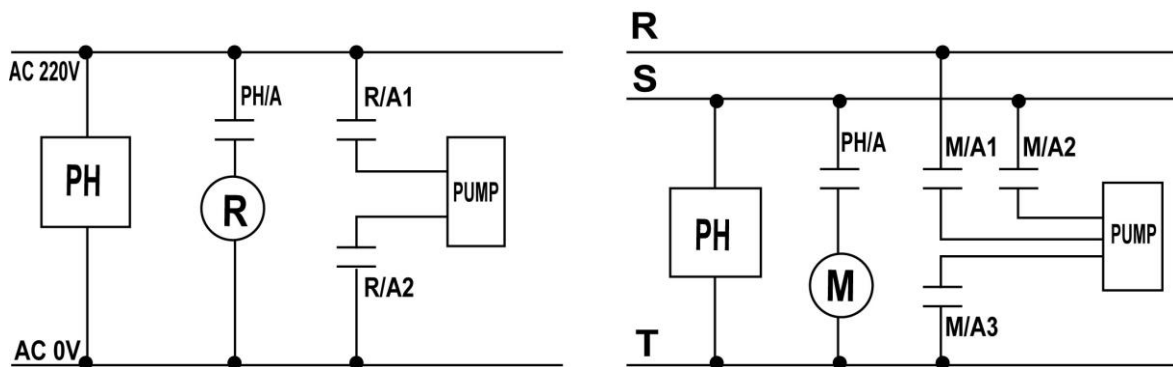 AC 220V
PH
PH/A
R
R/A1
PUMP
R/A2
AC 0V
R
S
PH
PH/A
M
M/A1
M/A2
PUMP
M/A3
T